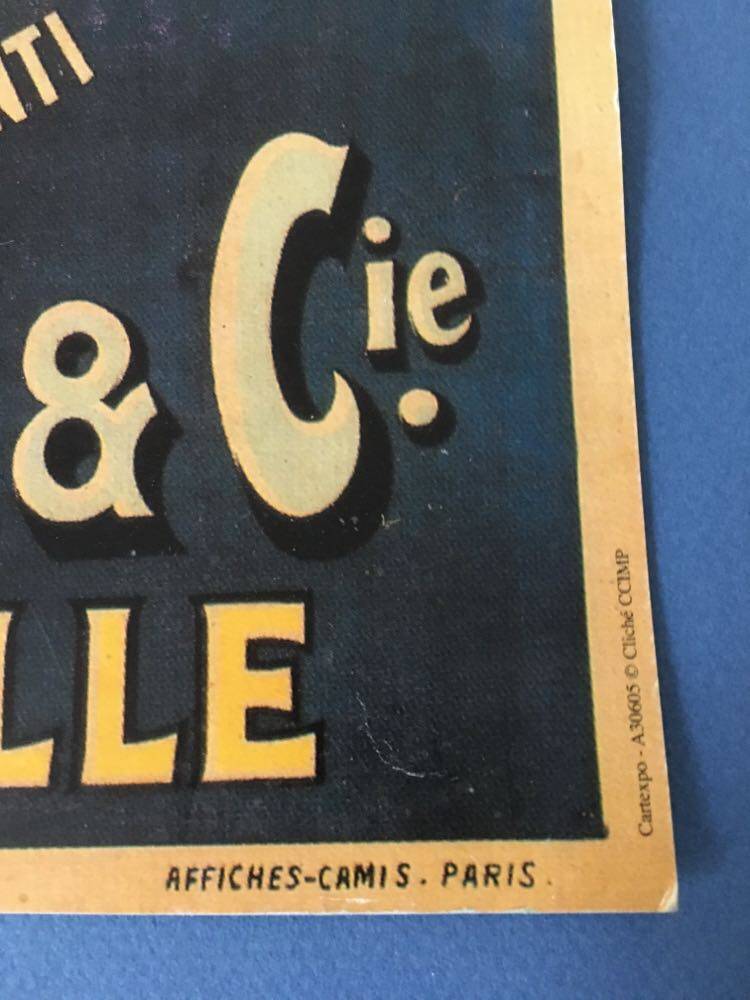 NTI
& Cie.
LLE
AFFICHES-CAMIS. PARIS.
Cartexpo - A30605 © Cliché CCIMP